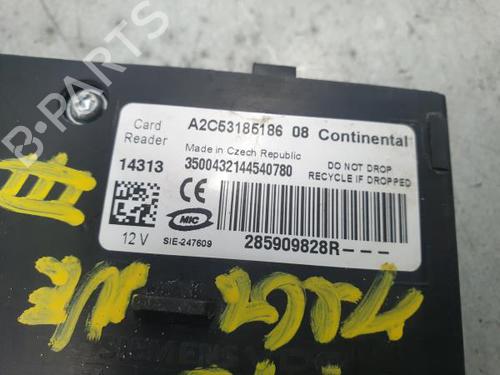 B-PARTS
Card Reader A2C53185186 08 Continental
Made in Czech Republic
14313 3500432144540780 DO NOT DROP
RECYCLE IF DROPPED
CE
MIC
12 V SIE-247609 285909828R---
SIEMENS